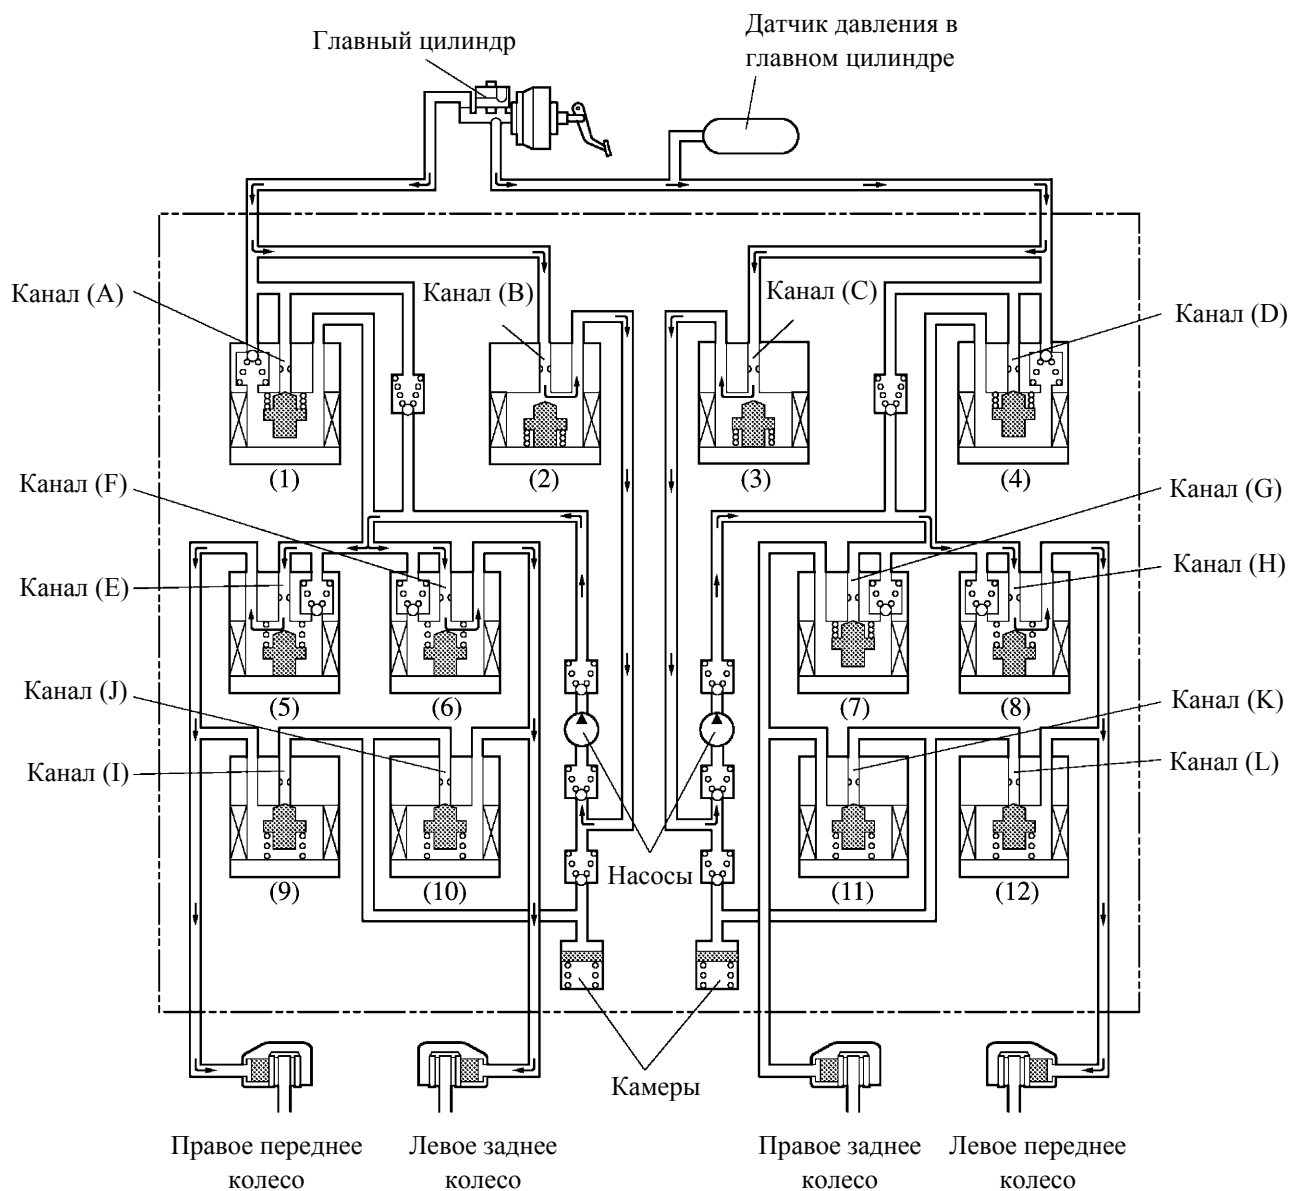 Главный цилиндр
Датчик давления в
главном цилиндре
Канал (A)
Канал (B)
Канал (C)
Канал (D)
(1)
(2)
(3)
(4)
Канал (F)
Канал (G)
Канал (E)
Канал (H)
(5)
(6)
(7)
(8)
Канал (J)
Канал (K)
Канал (I)
Канал (L)
(9)
(10)
Насосы
(11)
(12)
Камеры
Правое переднее
колесо
Левое заднее
колесо
Правое заднее
колесо
Левое переднее
колесо